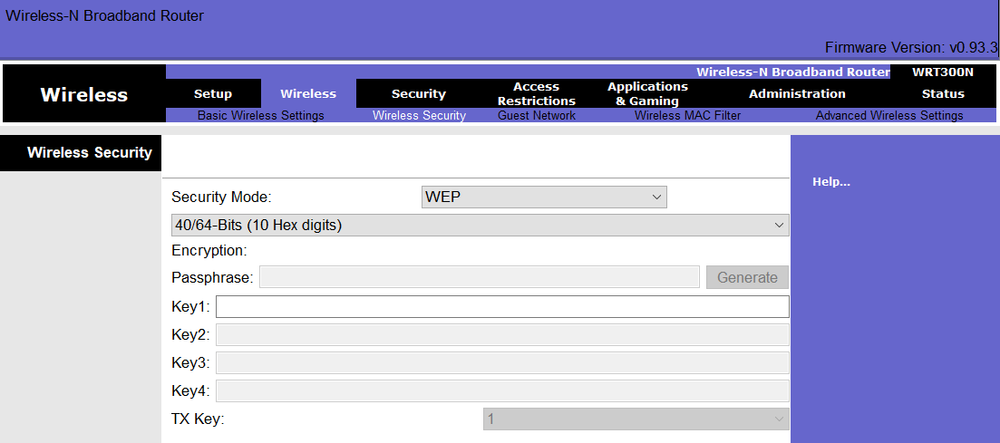 Wireless-N Broadband Router
Firmware Version: v0.93.3
Wireless-N Broadband Router WRT300N
Wireless
Setup Wireless Security Access Restrictions Applications & Gaming Administration Status
Basic Wireless Settings Wireless Security Guest Network Wireless MAC Filter Advanced Wireless Settings
Wireless Security
Help...
Security Mode: WEP
40/64-Bits (10 Hex digits)
Encryption:
Passphrase: Generate
Key1:
Key2:
Key3:
Key4:
TX Key: 1